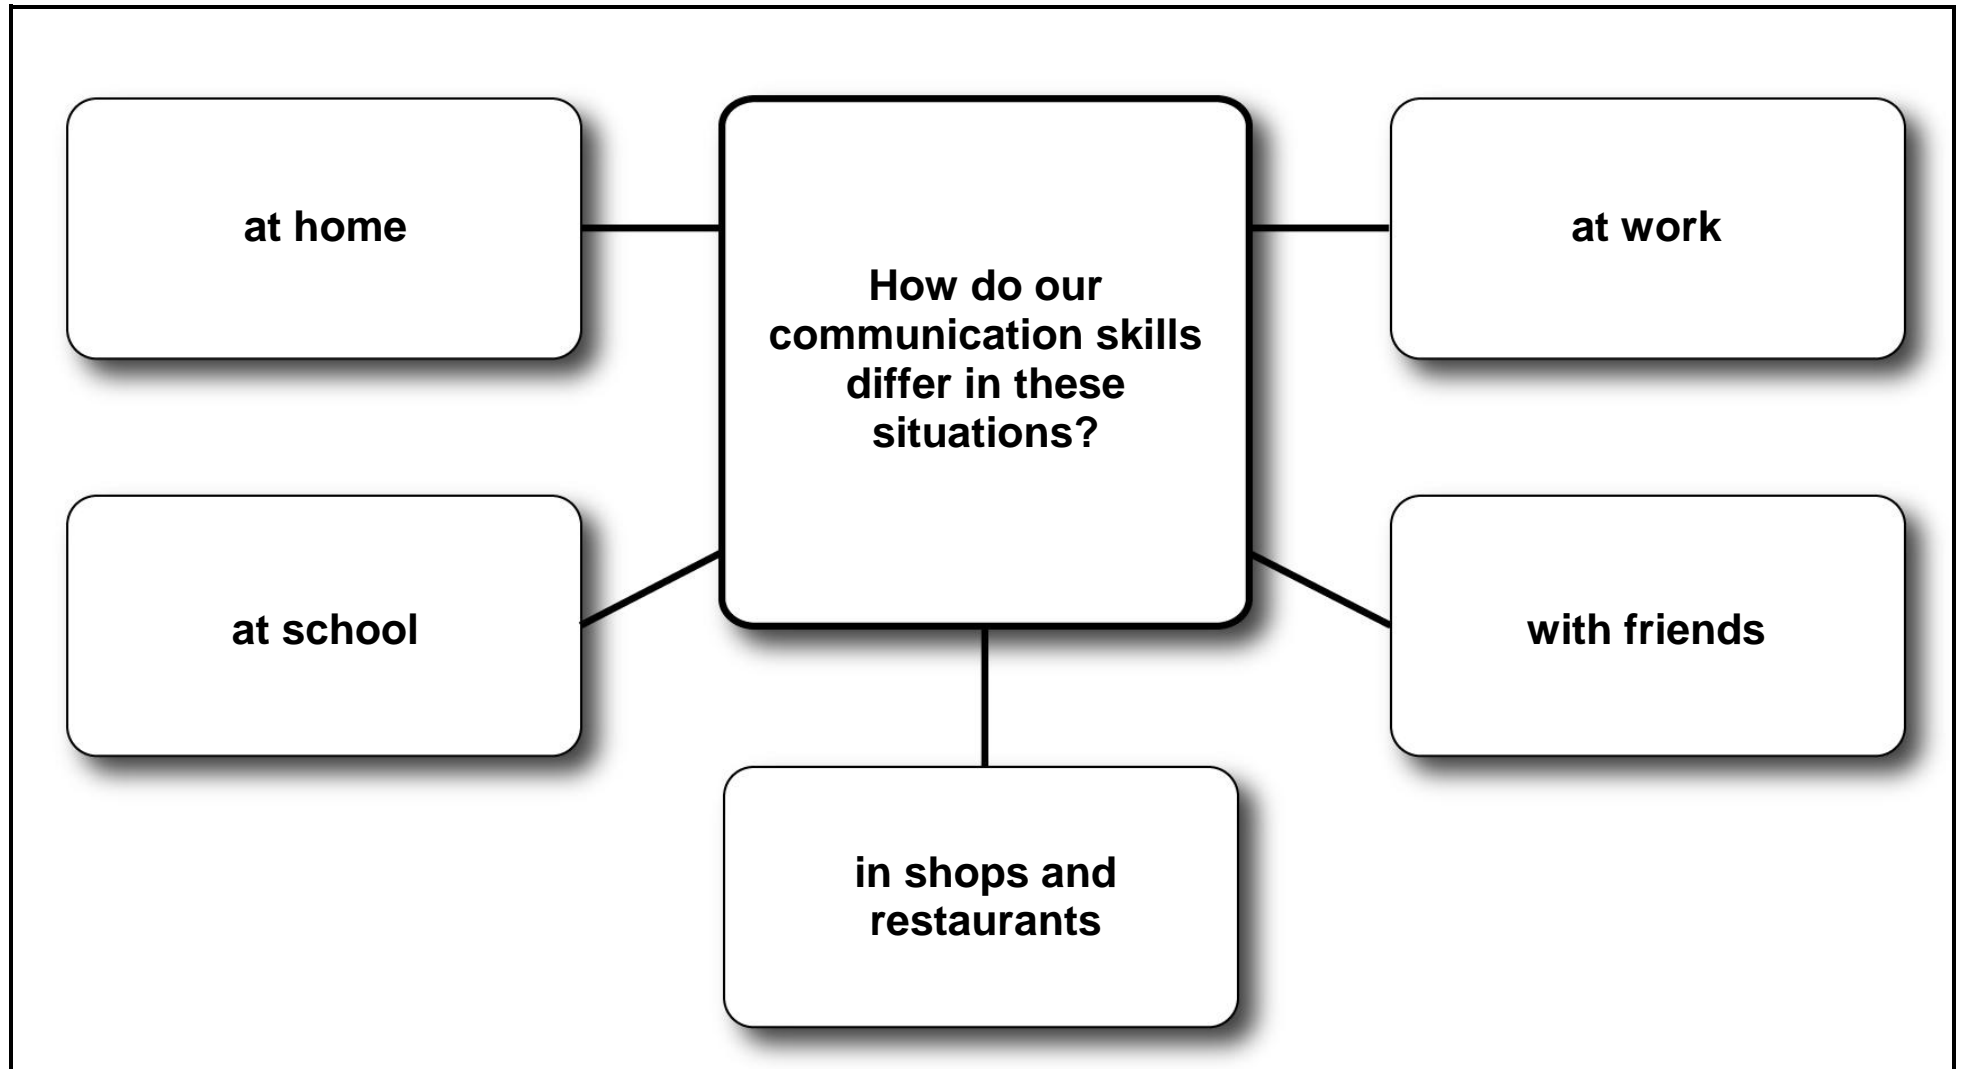 at home
How do our
communication skills
differ in these
situations?
at work
at school
with friends
in shops and
restaurants